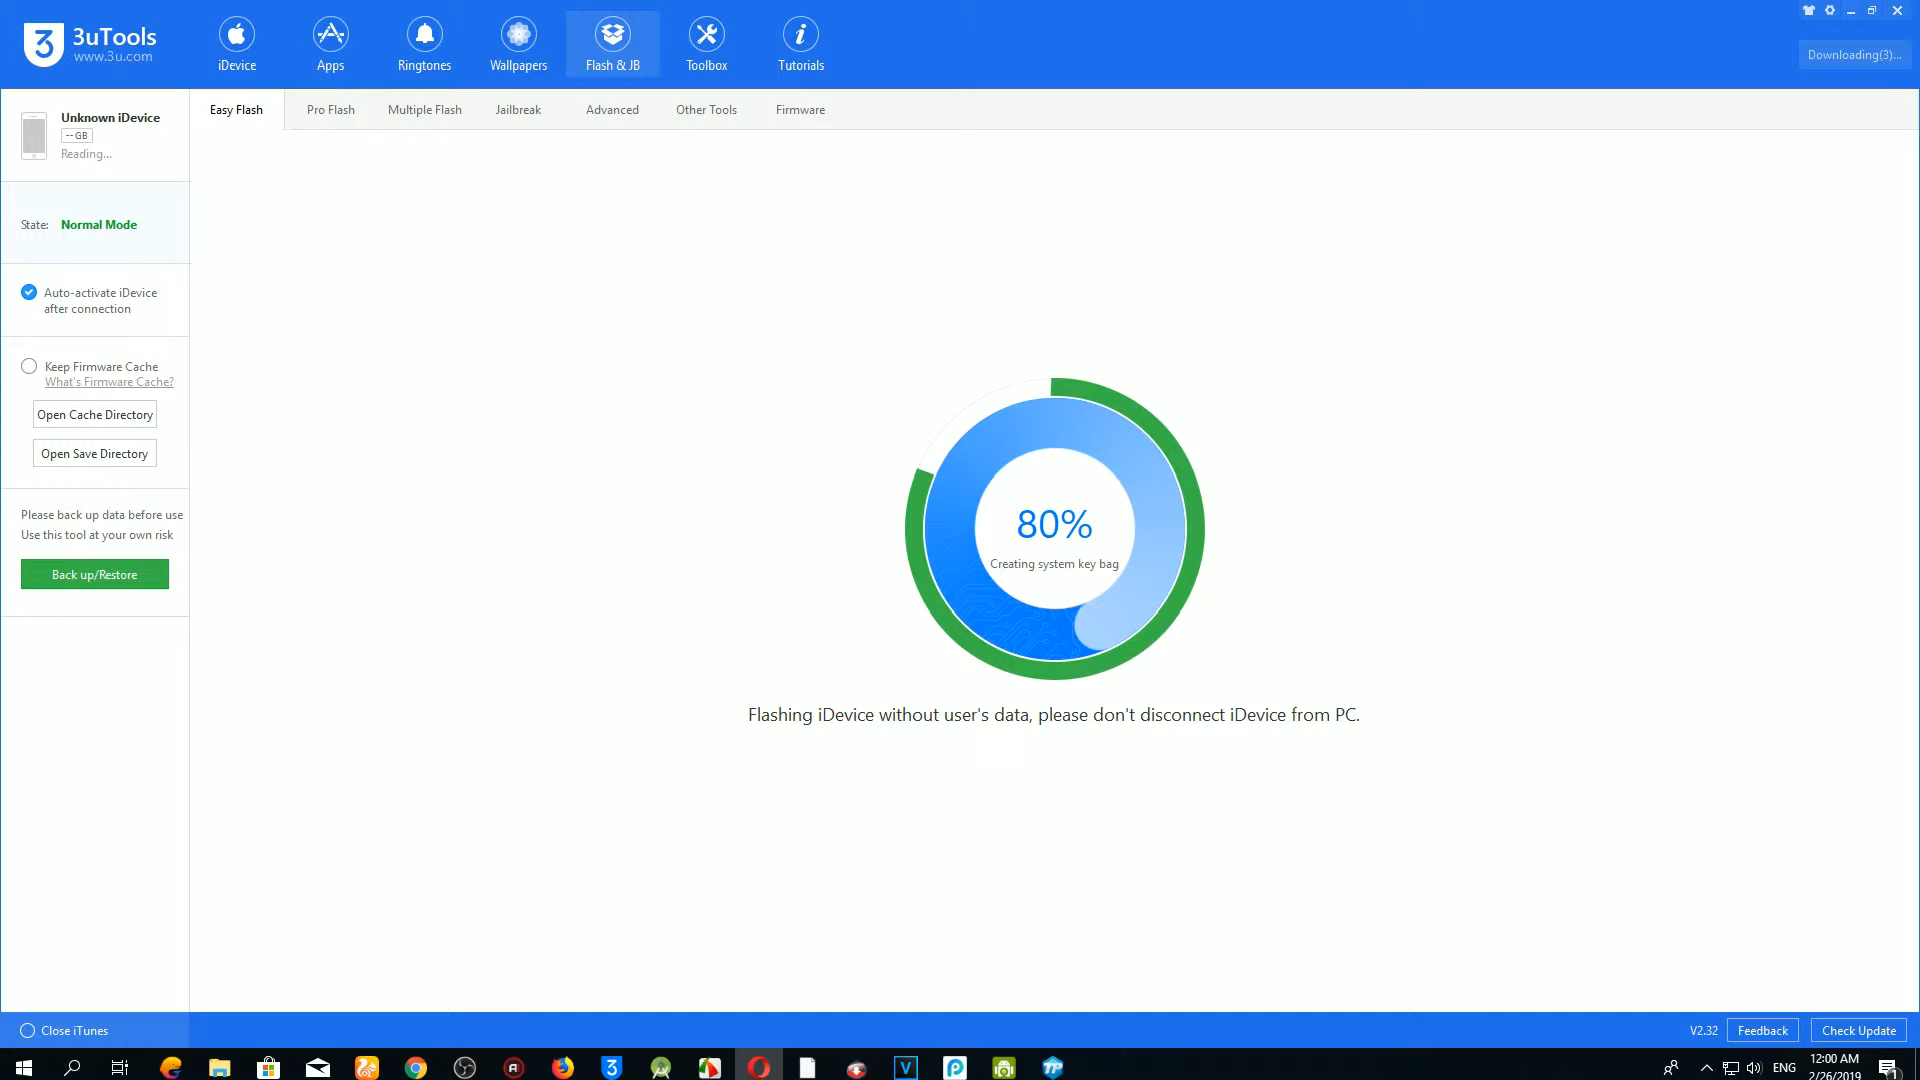 3uTools
www.3u.com
iDevice
Apps
Ringtones
Wallpapers
Flash & JB
Toolbox
Tutorials
Downloading(3)...
Unknown iDevice
-- GB
Reading...
Easy Flash
Pro Flash
Multiple Flash
Jailbreak
Advanced
Other Tools
Firmware
State: Normal Mode
Auto-activate iDevice
after connection
Keep Firmware Cache
What's Firmware Cache?
Open Cache Directory
Open Save Directory
Please back up data before use
Use this tool at your own risk
Back up/Restore
80%
Creating system key bag
Flashing iDevice without user's data, please don't disconnect iDevice from PC.
Close iTunes
V2.32
Feedback
Check Update
ENG
12:00 AM
2/26/2019
1